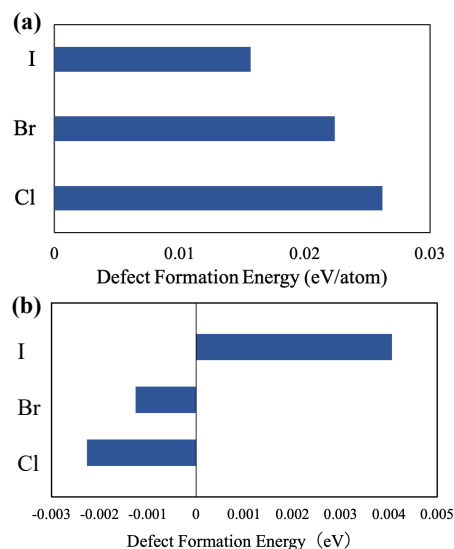 (a)
I
Br
Cl
0 0.01 0.02 0.03
Defect Formation Energy (eV/atom)
(b)
I
Br
Cl
-0.003 -0.002 -0.001 0 0.001 0.002 0.003 0.004 0.005
Defect Formation Energy（eV）